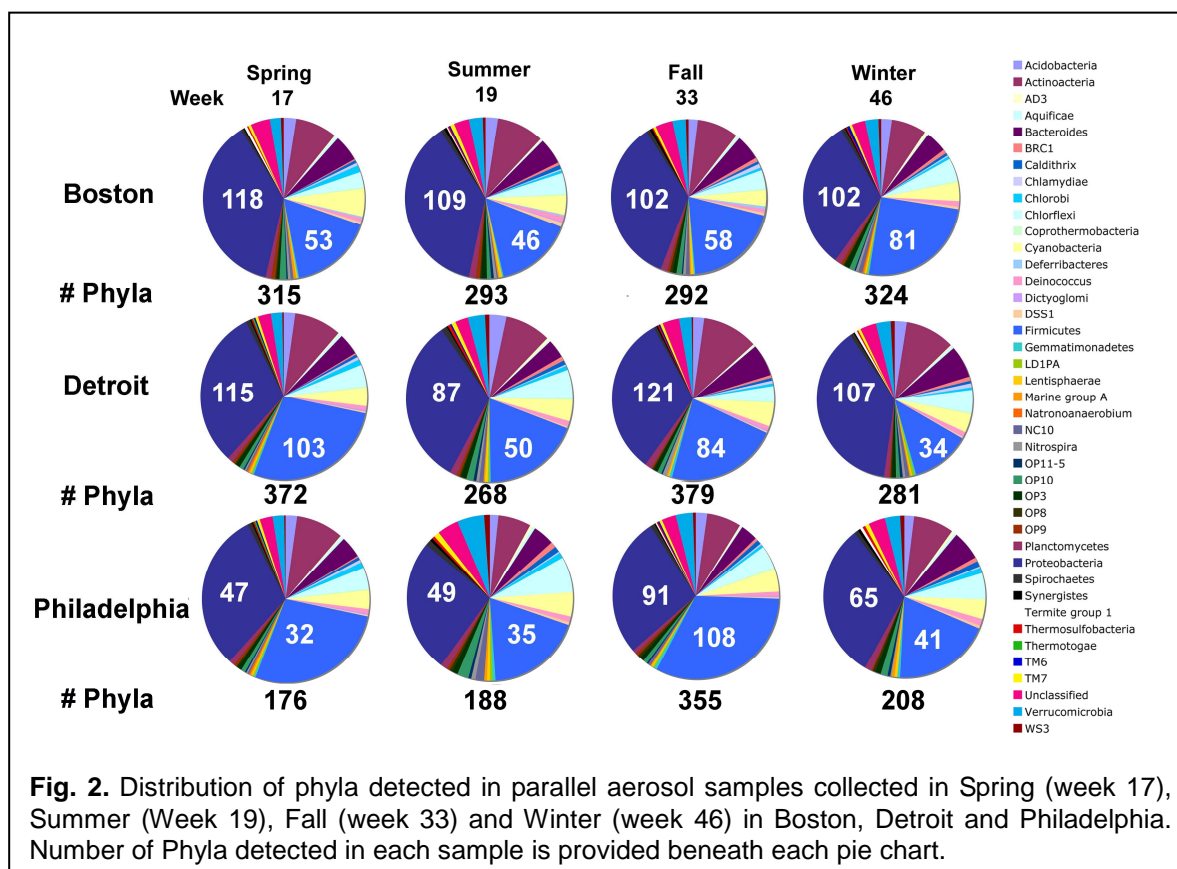 Spring Summer Fall Winter
Week 17 19 33 46
Boston
118 53 109 46 102 58 102 81
# Phyla 315 293 292 324
Detroit
115 103 87 50 121 84 107 34
# Phyla 372 268 379 281
Philadelphia
47 32 49 35 91 108 65 41
# Phyla 176 188 355 208
Acidobacteria
Actinoacteria
AD3
Aquificae
Bacteroides
BRC1
Caldithrix
Chlamydiae
Chlorobi
Chlorflexi
Coprothermobacteria
Cyanobacteria
Deferribacteres
Deinococcus
Dictyoglomi
DSS1
Firmicutes
Gemmatimonadetes
LD1PA
Lentisphaerae
Marine group A
Natronoanaerobium
NC10
Nitrospira
OP11-5
OP10
OP3
OP8
OP9
Planctomycetes
Proteobacteria
Spirochaetes
Synergistes
Termite group 1
Thermosulfobacteria
Thermotogae
TM6
TM7
Unclassified
Verrucomicrobia
WS3
Fig. 2. Distribution of phyla detected in parallel aerosol samples collected in Spring (week 17),
Summer (Week 19), Fall (week 33) and Winter (week 46) in Boston, Detroit and Philadelphia.
Number of Phyla detected in each sample is provided beneath each pie chart.